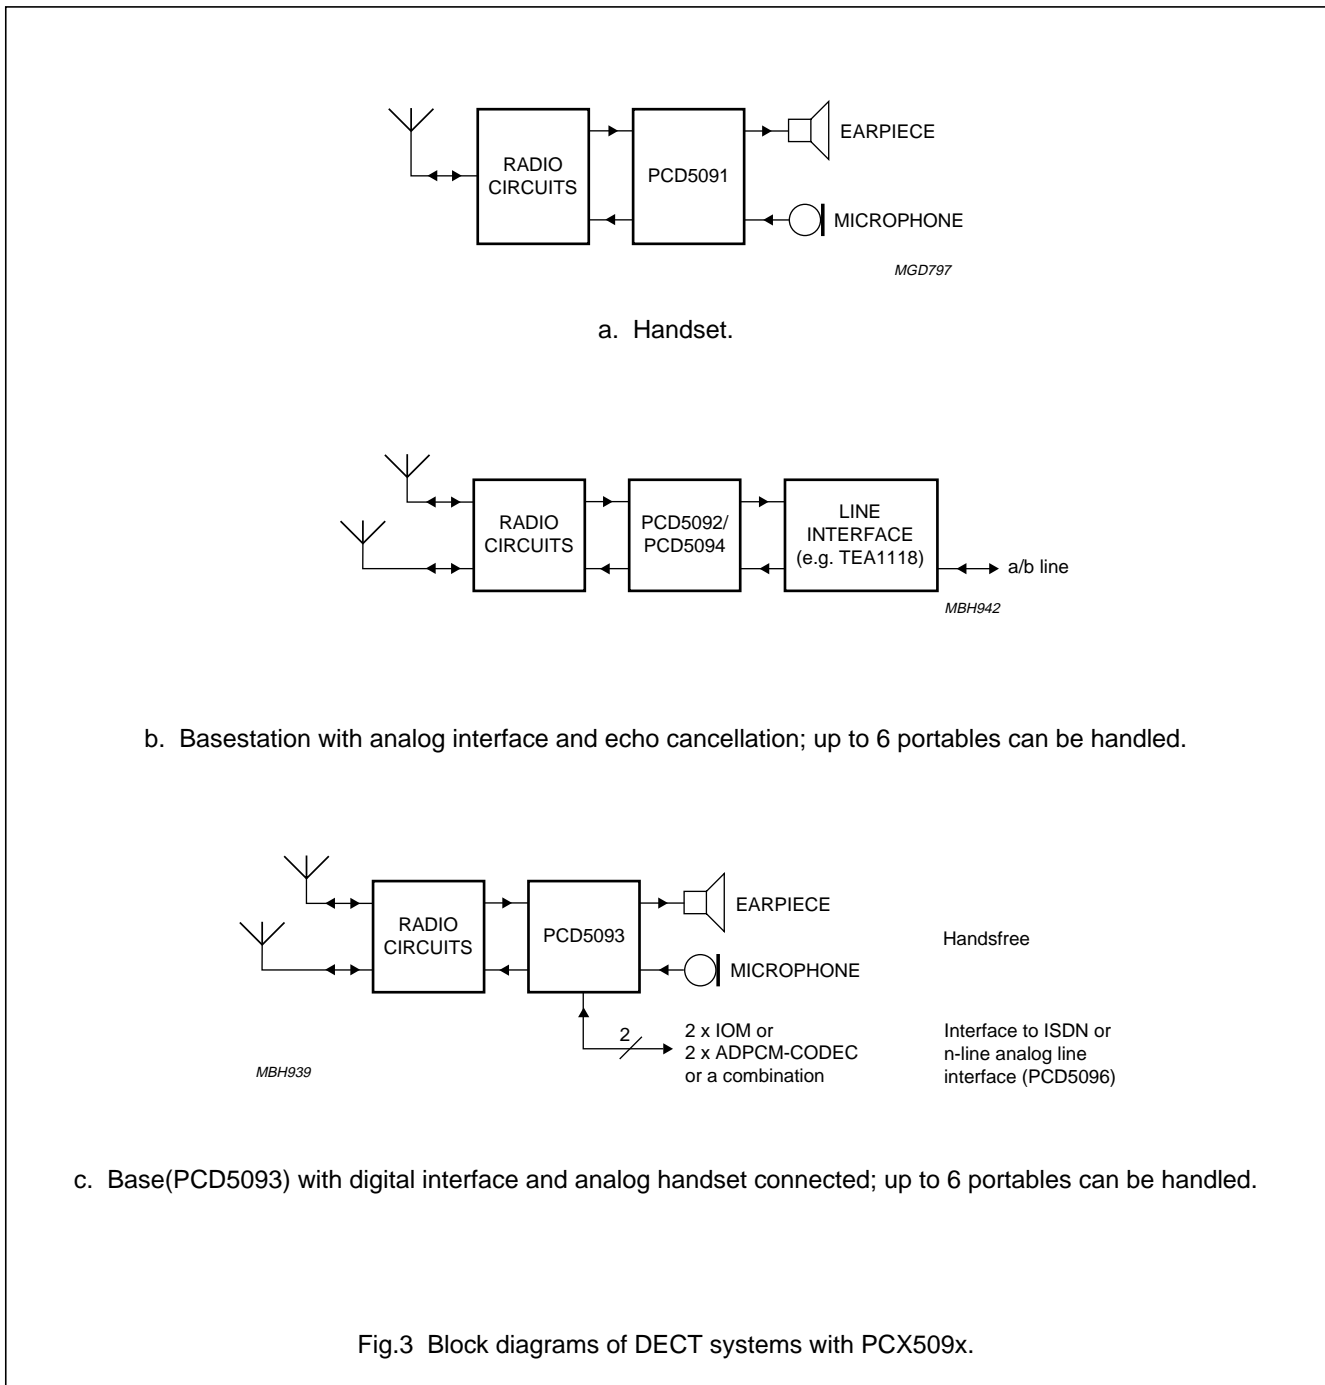 RADIO
CIRCUITS
PCD5091
EARPIECE
MICROPHONE
MGD797
a. Handset.
RADIO
CIRCUITS
PCD5092/
PCD5094
LINE
INTERFACE
(e.g. TEA1118)
a/b line
MBH942
b. Basestation with analog interface and echo cancellation; up to 6 portables can be handled.
RADIO
CIRCUITS
PCD5093
EARPIECE
MICROPHONE
Handsfree
2
2 x IOM or
2 x ADPCM-CODEC
or a combination
Interface to ISDN or
n-line analog line
interface (PCD5096)
MBH939
c. Base(PCD5093) with digital interface and analog handset connected; up to 6 portables can be handled.
Fig.3 Block diagrams of DECT systems with PCX509x.